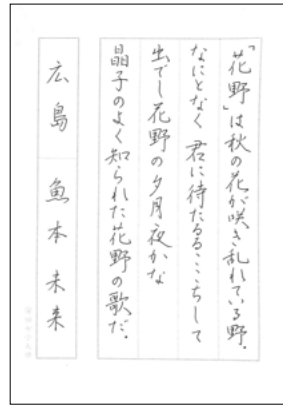 「花野」は秋の花が咲き乱れている野.
なにとなく君に待たるるここちして
出でし花野の夕月夜かな
晶子のよく知られた花野の歌だ.
広島 魚本未来